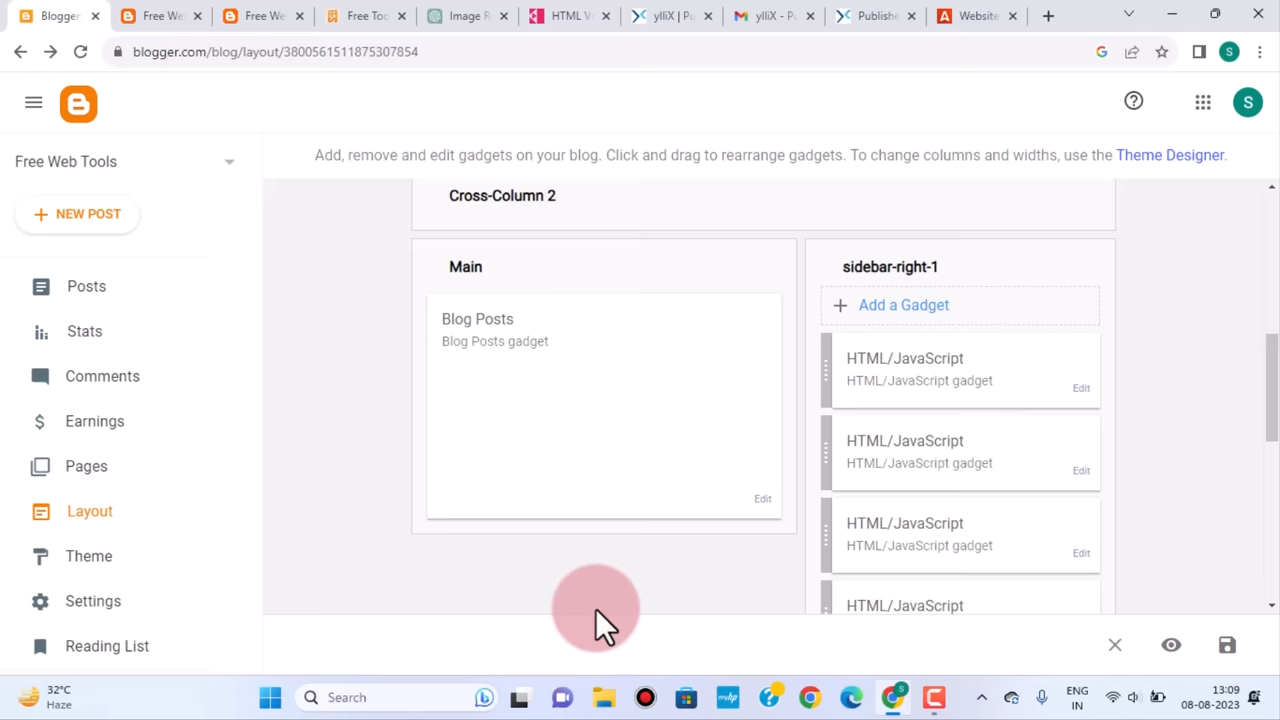 Blogger
Free We
Free We
Free Too
Image R
HTML V
ylliX | Pu
ylliX - Pu
Publishe
Website
blogger.com/blog/layout/3800561511875307854
S
S
Free Web Tools
Add, remove and edit gadgets on your blog. Click and drag to rearrange gadgets. To change columns and widths, use the Theme Designer.
NEW POST
Posts
Stats
Comments
Earnings
Pages
Layout
Theme
Settings
Reading List
Cross-Column 2
Main
Blog Posts
Blog Posts gadget
Edit
sidebar-right-1
Add a Gadget
HTML/JavaScript
HTML/JavaScript gadget
Edit
HTML/JavaScript
HTML/JavaScript gadget
Edit
HTML/JavaScript
HTML/JavaScript gadget
Edit
HTML/JavaScript
32°C
Haze
Search
ENG
IN
13:09
08-08-2023